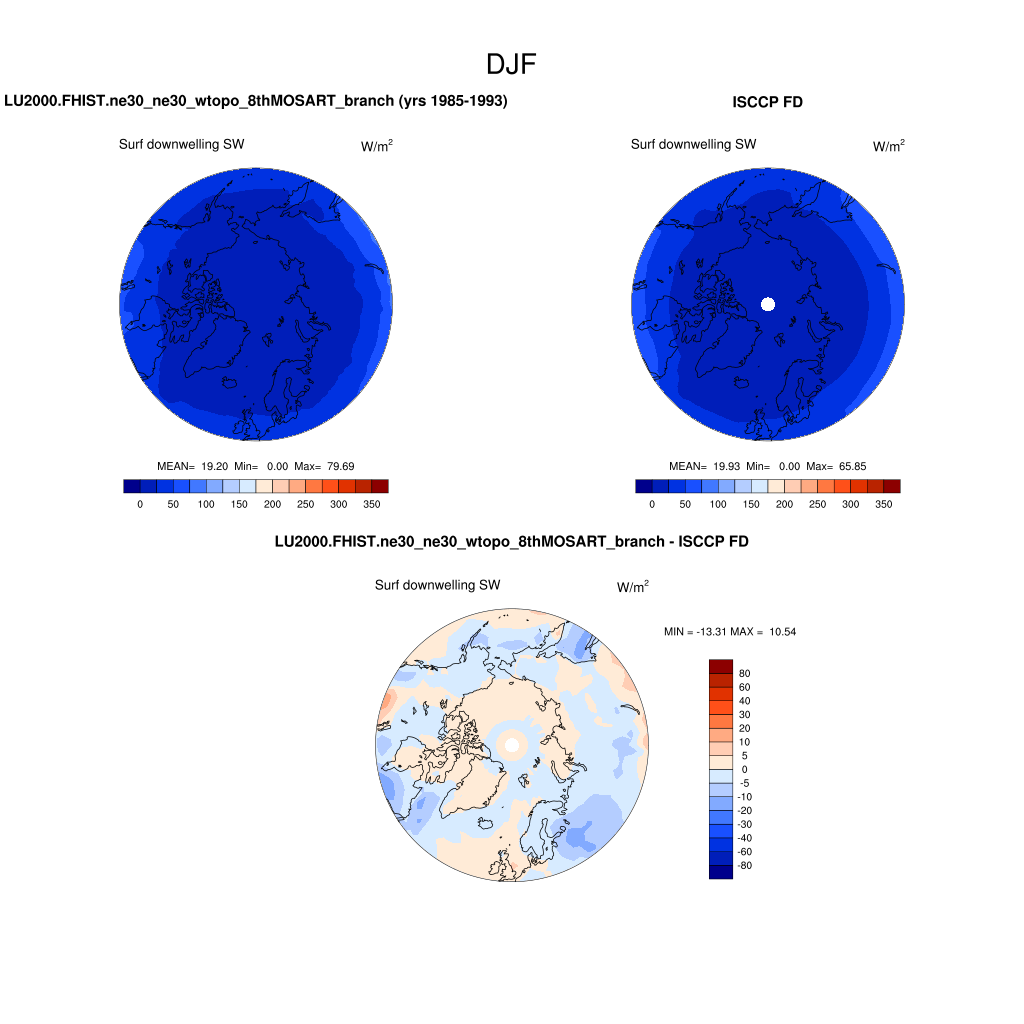 DJF
LU2000.FHIST.ne30_ne30_wtopo_8thMOSART_branch (yrs 1985-1993)
ISCCP FD
Surf downwelling SW
W/m²
Surf downwelling SW
W/m²
MEAN= 19.20 Min= 0.00 Max= 79.69
0 50 100 150 200 250 300 350
MEAN= 19.93 Min= 0.00 Max= 65.85
0 50 100 150 200 250 300 350
LU2000.FHIST.ne30_ne30_wtopo_8thMOSART_branch - ISCCP FD
Surf downwelling SW
W/m²
MIN = -13.31 MAX = 10.54
80
60
40
30
20
10
5
0
-5
-10
-20
-30
-40
-60
-80